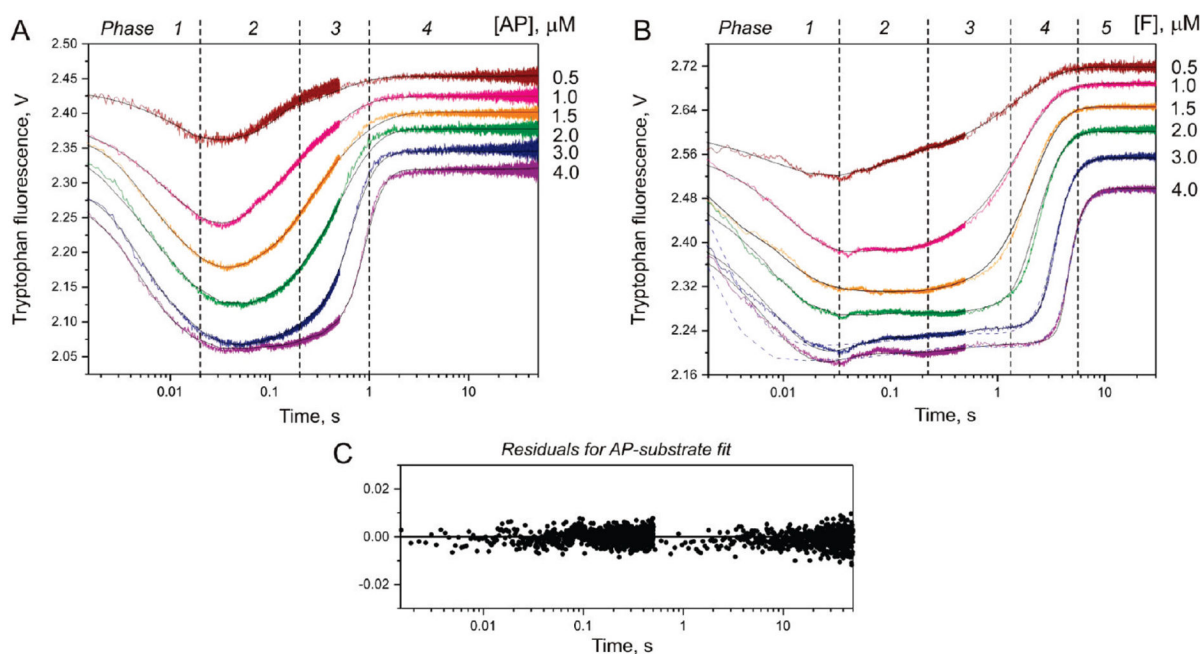 A
Phase 1 2 3 4 [AP], μM
Tryptophan fluorescence, V
2.50
2.45
2.40
2.35
2.30
2.25
2.20
2.15
2.10
2.05
0.5
1.0
1.5
2.0
3.0
4.0
0.01 0.1 1 10
Time, s
B
Phase 1 2 3 4 5 [F], μM
Tryptophan fluorescence, V
2.72
2.64
2.56
2.48
2.40
2.32
2.24
2.16
0.5
1.0
1.5
2.0
3.0
4.0
0.01 0.1 1 10
Time, s
C
Residuals for AP-substrate fit
0.02
0.00
-0.02
0.01 0.1 1 10
Time, s